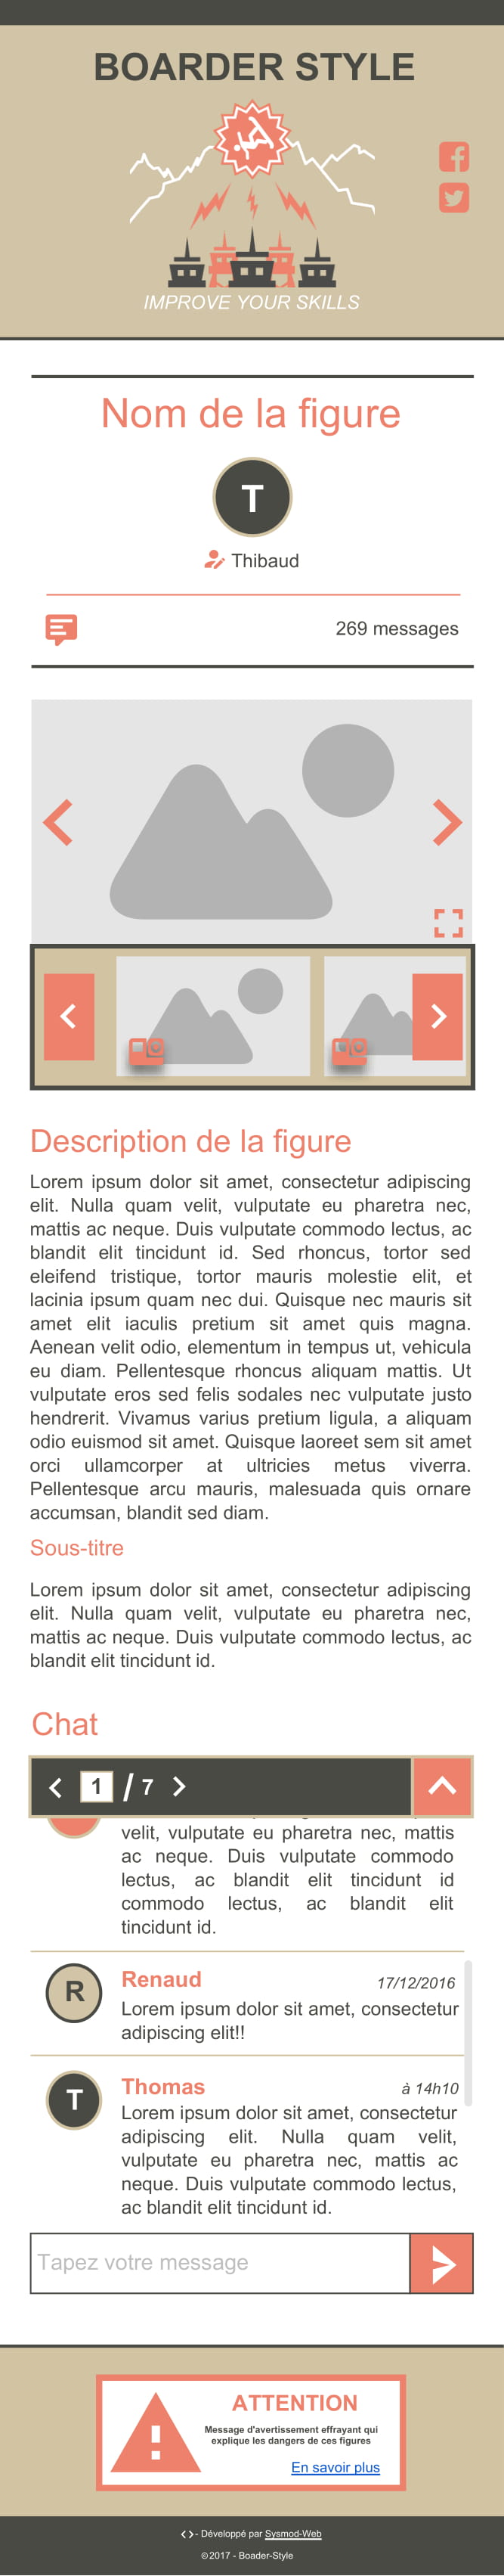 BOARDER STYLE
IMPROVE YOUR SKILLS
Nom de la figure
T
Thibaud
269 messages
Description de la figure
Lorem ipsum dolor sit amet, consectetur adipiscing
elit. Nulla quam velit, vulputate eu pharetra nec,
mattis ac neque. Duis vulputate commodo lectus, ac
blandit elit tincidunt id. Sed rhoncus, tortor sed
eleifend tristique, tortor mauris molestie elit, et
lacinia ipsum quam nec dui. Quisque nec mauris sit
amet elit iaculis pretium sit amet quis magna.
Aenean velit odio, elementum in tempus ut, vehicula
eu diam. Pellentesque rhoncus aliquam mattis. Ut
vulputate eros sed felis sodales nec vulputate justo
hendrerit. Vivamus varius pretium ligula, a aliquam
odio euismod sit amet. Quisque laoreet sem sit amet
orci ullamcorper at ultricies metus viverra.
Pellentesque arcu mauris, malesuada quis ornare
accumsan, blandit sed diam.
Sous-titre
Lorem ipsum dolor sit amet, consectetur adipiscing
elit. Nulla quam velit, vulputate eu pharetra nec,
mattis ac neque. Duis vulputate commodo lectus, ac
blandit elit tincidunt id.
Chat
1 / 7
velit, vulputate eu pharetra nec, mattis
ac neque. Duis vulputate commodo
lectus, ac blandit elit tincidunt id
commodo lectus, ac blandit elit
tincidunt id.
R
Renaud 17/12/2016
Lorem ipsum dolor sit amet, consectetur
adipiscing elit!!
T
Thomas à 14h10
Lorem ipsum dolor sit amet, consectetur
adipiscing elit. Nulla quam velit,
vulputate eu pharetra nec, mattis ac
neque. Duis vulputate commodo lectus,
ac blandit elit tincidunt id.
Tapez votre message
ATTENTION
Message d'avertissement effrayant qui
explique les dangers de ces figures
En savoir plus
- Développé par Sysmod-Web
©2017 - Boader-Style